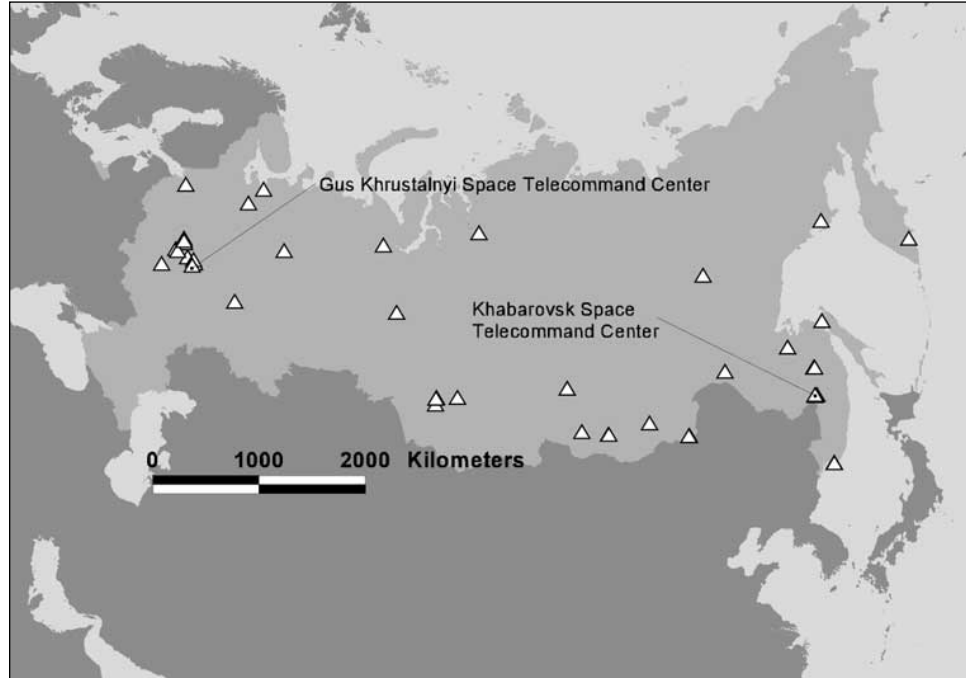 Gus Khrustalnyi Space Telecommand Center
Khabarovsk Space
Telecommand Center
0 1000 2000 Kilometers